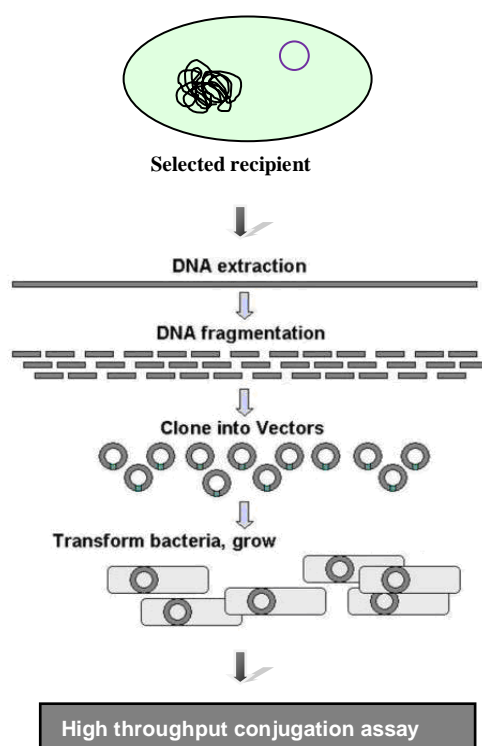 Selected recipient
DNA extraction
DNA fragmentation
Clone into Vectors
Transform bacteria, grow
High throughput conjugation assay